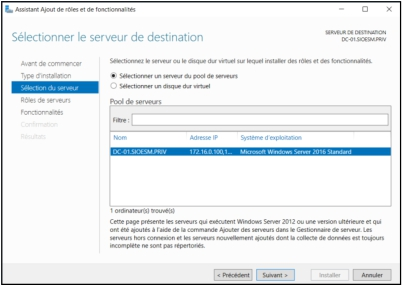 Assistant Ajout de rôles et de fonctionnalités
Sélectionner le serveur de destination
SERVEUR DE DESTINATION
DC-01.SIOESM.PRIV
Avant de commencer
Type d'installation
Sélection du serveur
Rôles de serveurs
Fonctionnalités
Confirmation
Résultats
Sélectionnez le serveur ou le disque dur virtuel sur lequel installer des rôles et des fonctionnalités.
Sélectionner un serveur du pool de serveurs
Sélectionner un disque dur virtuel
Pool de serveurs
Filtre :
Nom Adresse IP Système d'exploitation
DC-01.SIOESM.PRIV 172.16.0.100,1... Microsoft Windows Server 2016 Standard
1 ordinateur(s) trouvé(s)
Cette page présente les serveurs qui exécutent Windows Server 2012 ou une version ultérieure et qui
ont été ajoutés à l'aide de la commande Ajouter des serveurs dans le Gestionnaire de serveur. Les
serveurs hors connexion et les serveurs nouvellement ajoutés dont la collecte de données est toujours
incomplète ne sont pas répertoriés.
< Précédent Suivant > Installer Annuler